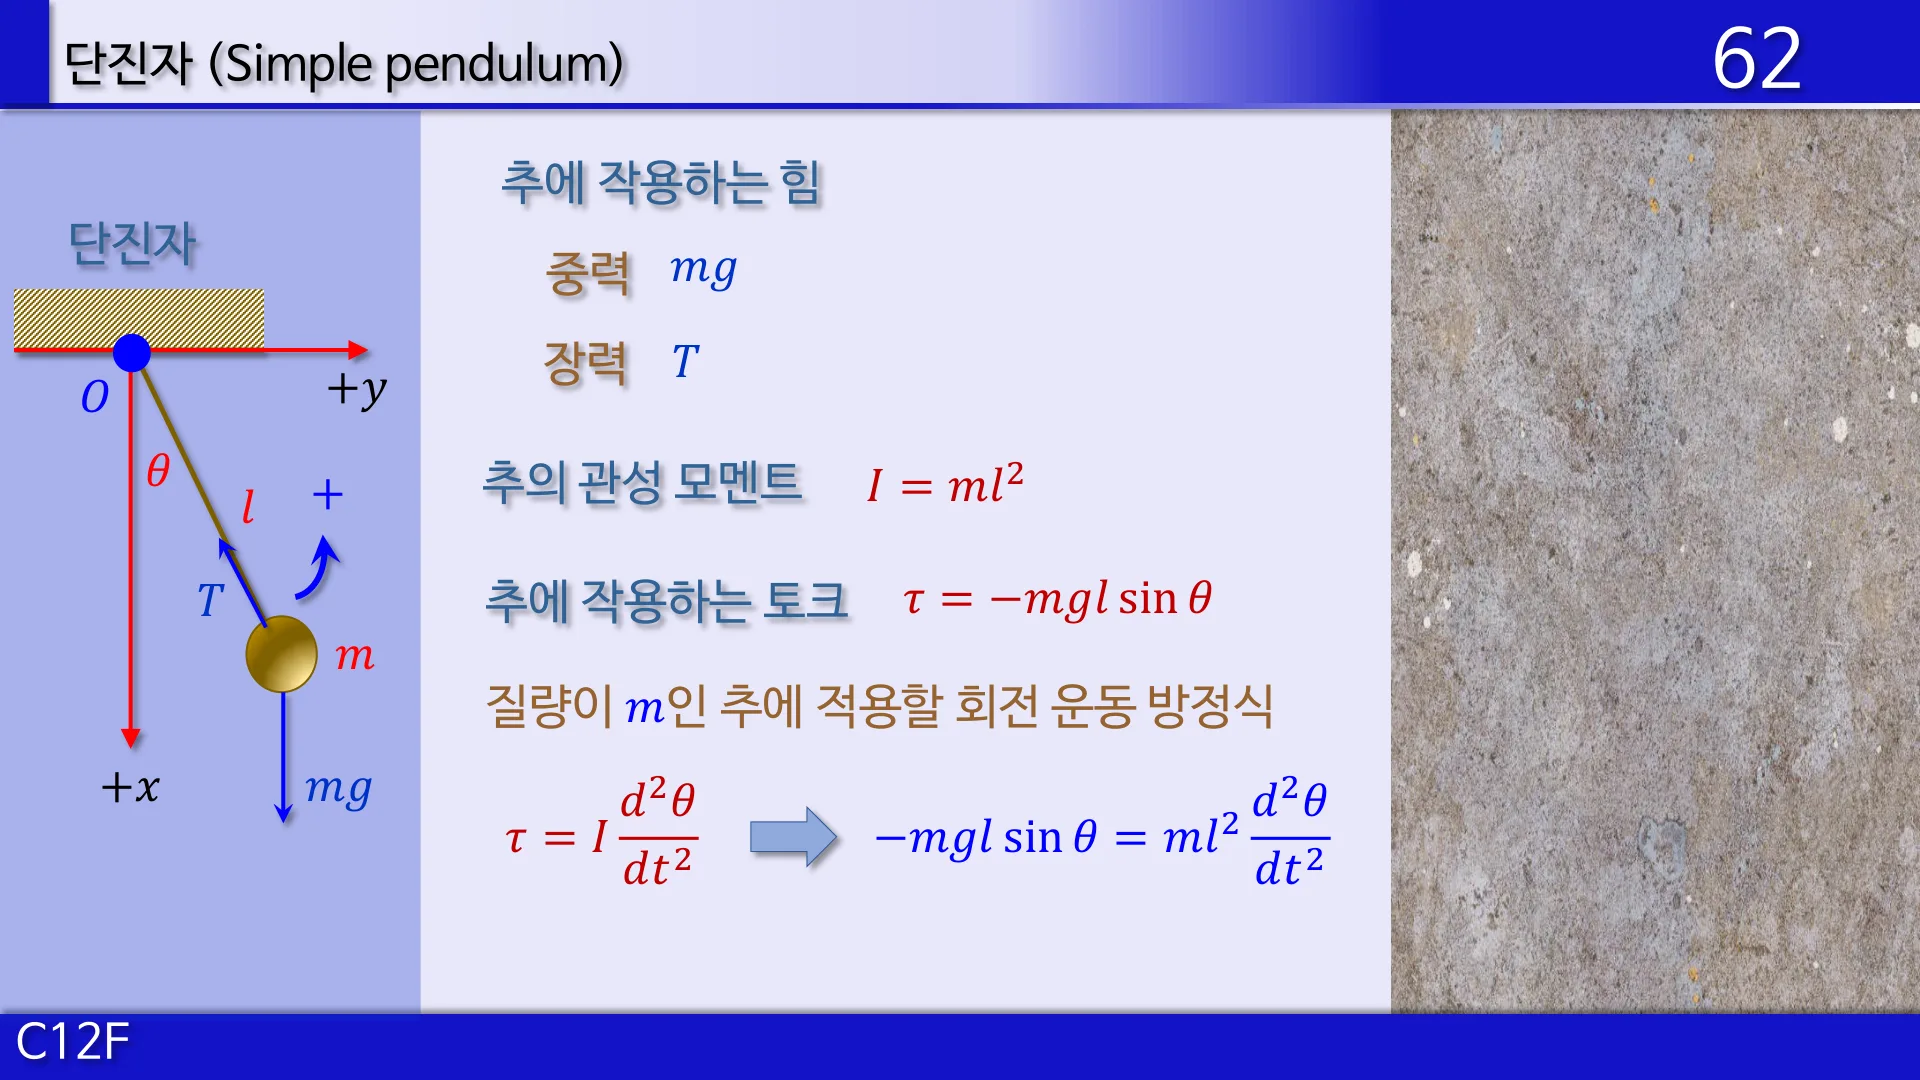 단진자 (Simple pendulum)
62
단진자
O
+y
θ
l
+
T
m
+x
mg
추에 작용하는 힘
중력 mg
장력 T
추의 관성 모멘트 I = ml²
추에 작용하는 토크 τ = −mgl sin θ
질량이 m인 추에 적용할 회전 운동 방정식
τ = I d²θ/dt² −mgl sin θ = ml² d²θ/dt²
C12F